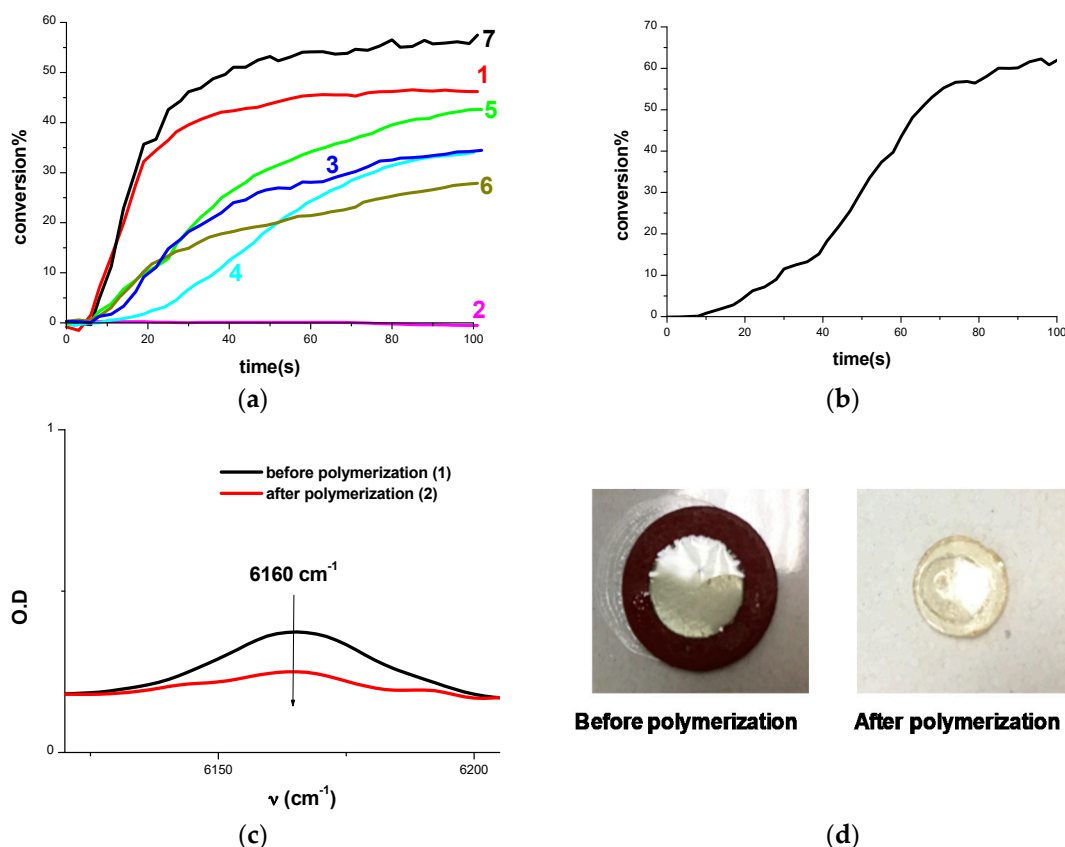 60
50
40
30
20
10
0
conversion%
7
1
5
3
6
4
2
0 20 40 60 80 100
time(s)
(a)
70
60
50
40
30
20
10
0
conversion%
0 20 40 60 80 100
time(s)
(b)
1
before polymerization (1)
after polymerization (2)
6160 cm⁻¹
O.D
0
6150 6200
ν (cm⁻¹)
(c)
Before polymerization After polymerization
(d)